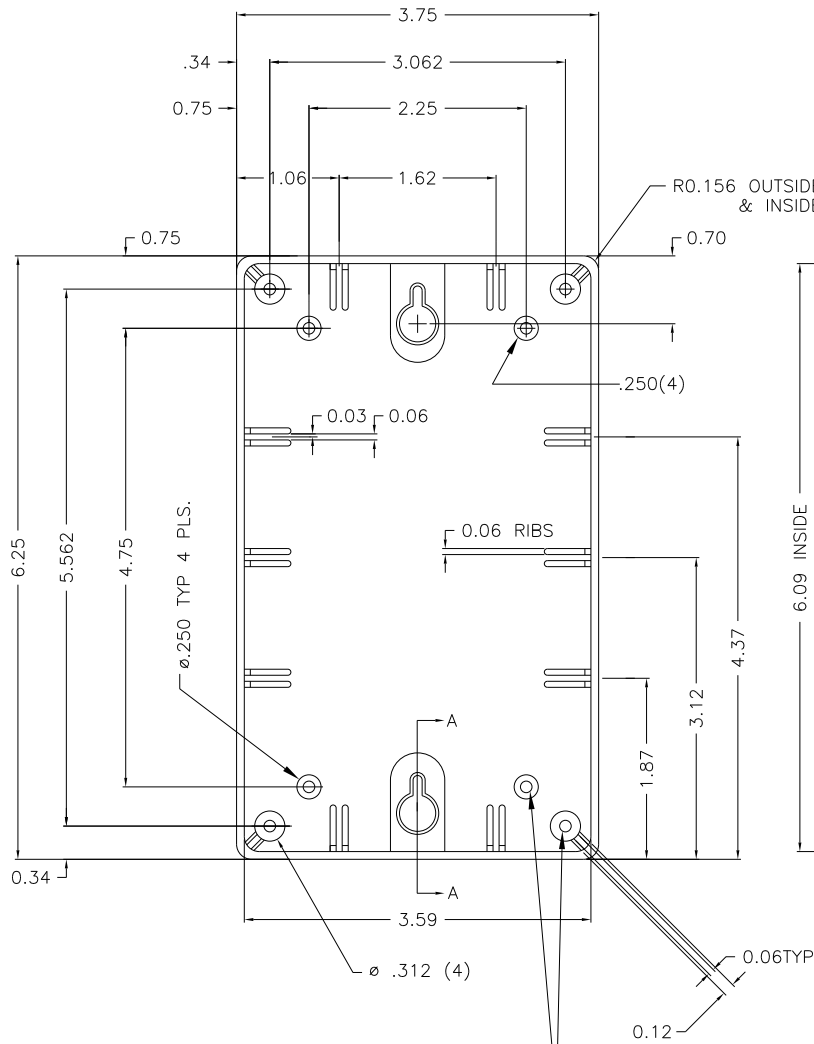 3.75
.34
3.062
0.75
2.25
1.06
1.62
R0.156 OUTSIDE
& INSIDE
0.75
0.70
.250(4)
0.03
0.06
ø.250 TYP 4 PLS.
0.06 RIBS
6.25
5.562
4.75
6.09 INSIDE
4.37
3.12
1.87
A
A
0.34
3.59
ø .312 (4)
0.06TYP
0.12